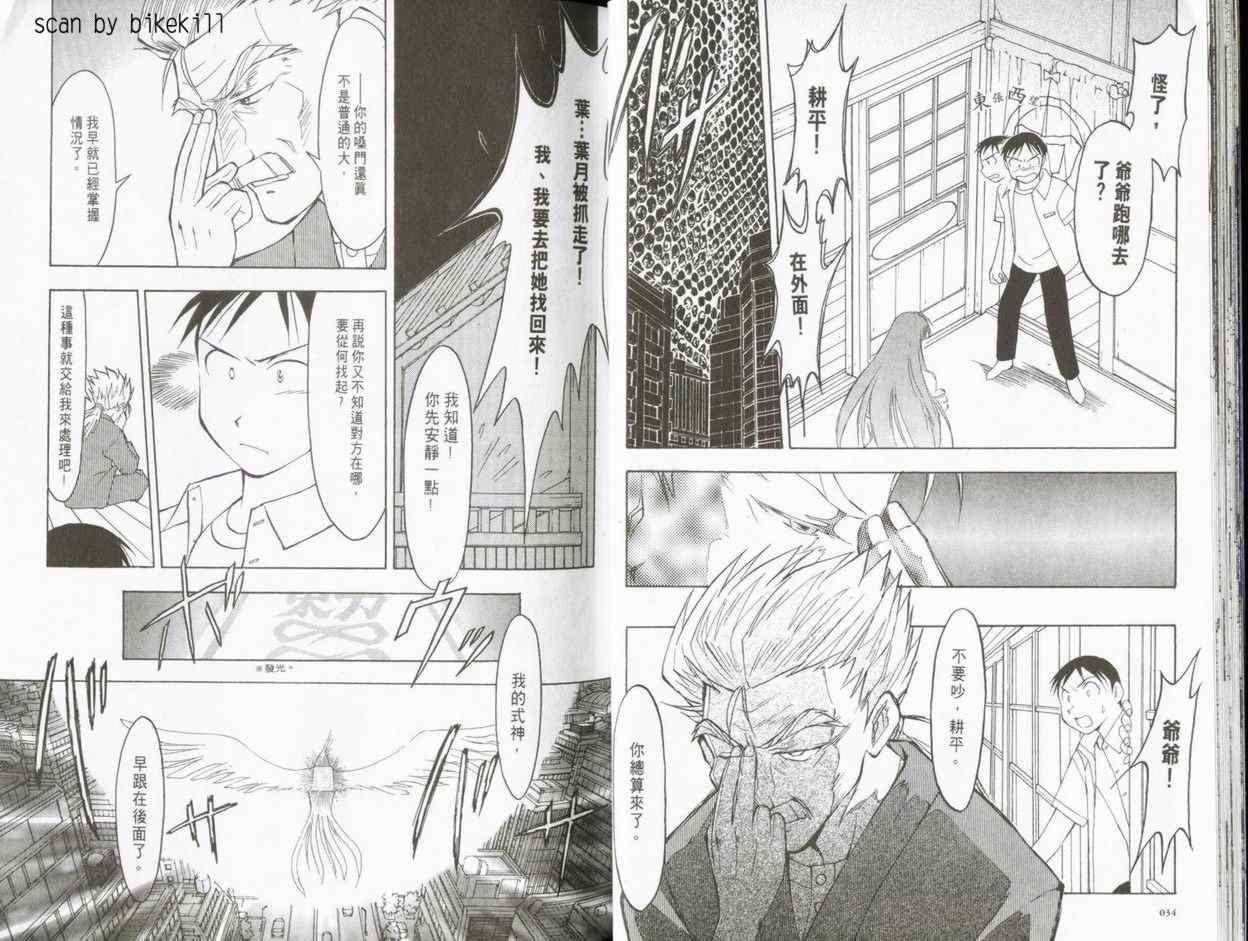 scan by bikekill
怪了，
爺爺跑哪去
了？
東張西望
耕平！
在外面！
爺爺！
不要吵，耕平。
你總算來了。
034
葉…葉月被抓走了！
我、我要去把她找回來！
我知道！
你先安靜一點！
——你的嗓門還真
不是普通的大，
我早就已經掌握
情況了。
再說你又不知道對方在哪，
要從何找起？
這種事就交給我來處理吧！
※發光。
我的式神，
早跟在後面了。